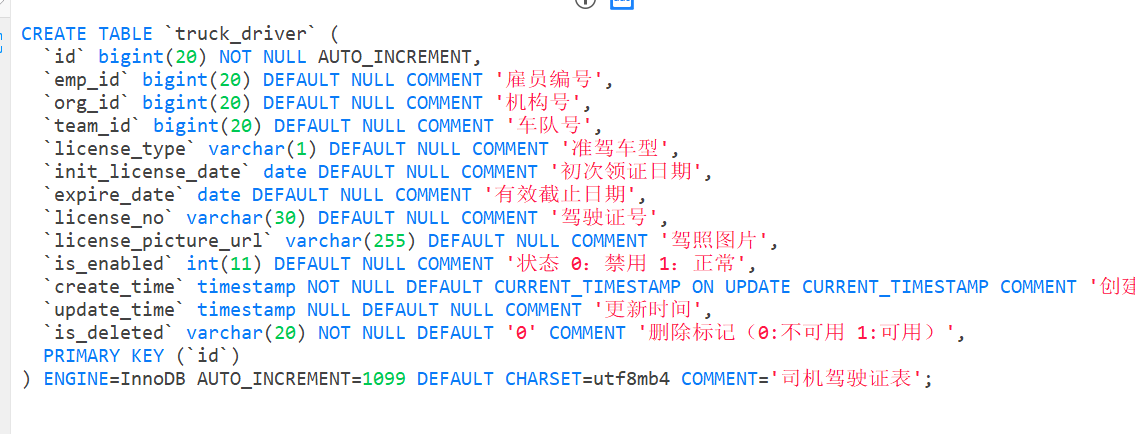 CREATE TABLE `truck_driver` (
`id` bigint(20) NOT NULL AUTO_INCREMENT,
`emp_id` bigint(20) DEFAULT NULL COMMENT '雇员编号',
`org_id` bigint(20) DEFAULT NULL COMMENT '机构号',
`team_id` bigint(20) DEFAULT NULL COMMENT '车队号',
`license_type` varchar(1) DEFAULT NULL COMMENT '准驾车型',
`init_license_date` date DEFAULT NULL COMMENT '初次领证日期',
`expire_date` date DEFAULT NULL COMMENT '有效截止日期',
`license_no` varchar(30) DEFAULT NULL COMMENT '驾驶证号',
`license_picture_url` varchar(255) DEFAULT NULL COMMENT '驾照图片',
`is_enabled` int(11) DEFAULT NULL COMMENT '状态 0：禁用 1：正常',
`create_time` timestamp NOT NULL DEFAULT CURRENT_TIMESTAMP ON UPDATE CURRENT_TIMESTAMP COMMENT '创建
`update_time` timestamp NULL DEFAULT NULL COMMENT '更新时间',
`is_deleted` varchar(20) NOT NULL DEFAULT '0' COMMENT '删除标记（0:不可用 1:可用）',
PRIMARY KEY (`id`)
) ENGINE=InnoDB AUTO_INCREMENT=1099 DEFAULT CHARSET=utf8mb4 COMMENT='司机驾驶证表';